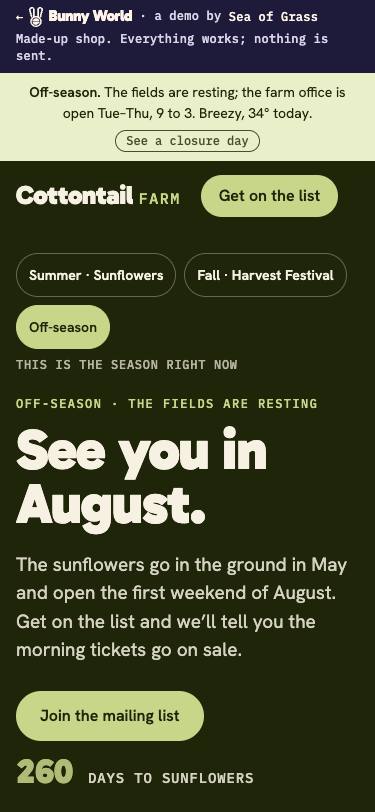 ← Bunny World · a demo by Sea of Grass
Made-up shop. Everything works; nothing is
sent.
Off-season. The fields are resting; the farm office is
open Tue–Thu, 9 to 3. Breezy, 34° today.
See a closure day
Cottontail FARM
Get on the list
Summer · Sunflowers
Fall · Harvest Festival
Off-season
THIS IS THE SEASON RIGHT NOW
OFF-SEASON · THE FIELDS ARE RESTING
See you in
August.
The sunflowers go in the ground in May
and open the first weekend of August.
Get on the list and we’ll tell you the
morning tickets go on sale.
Join the mailing list
260 DAYS TO SUNFLOWERS